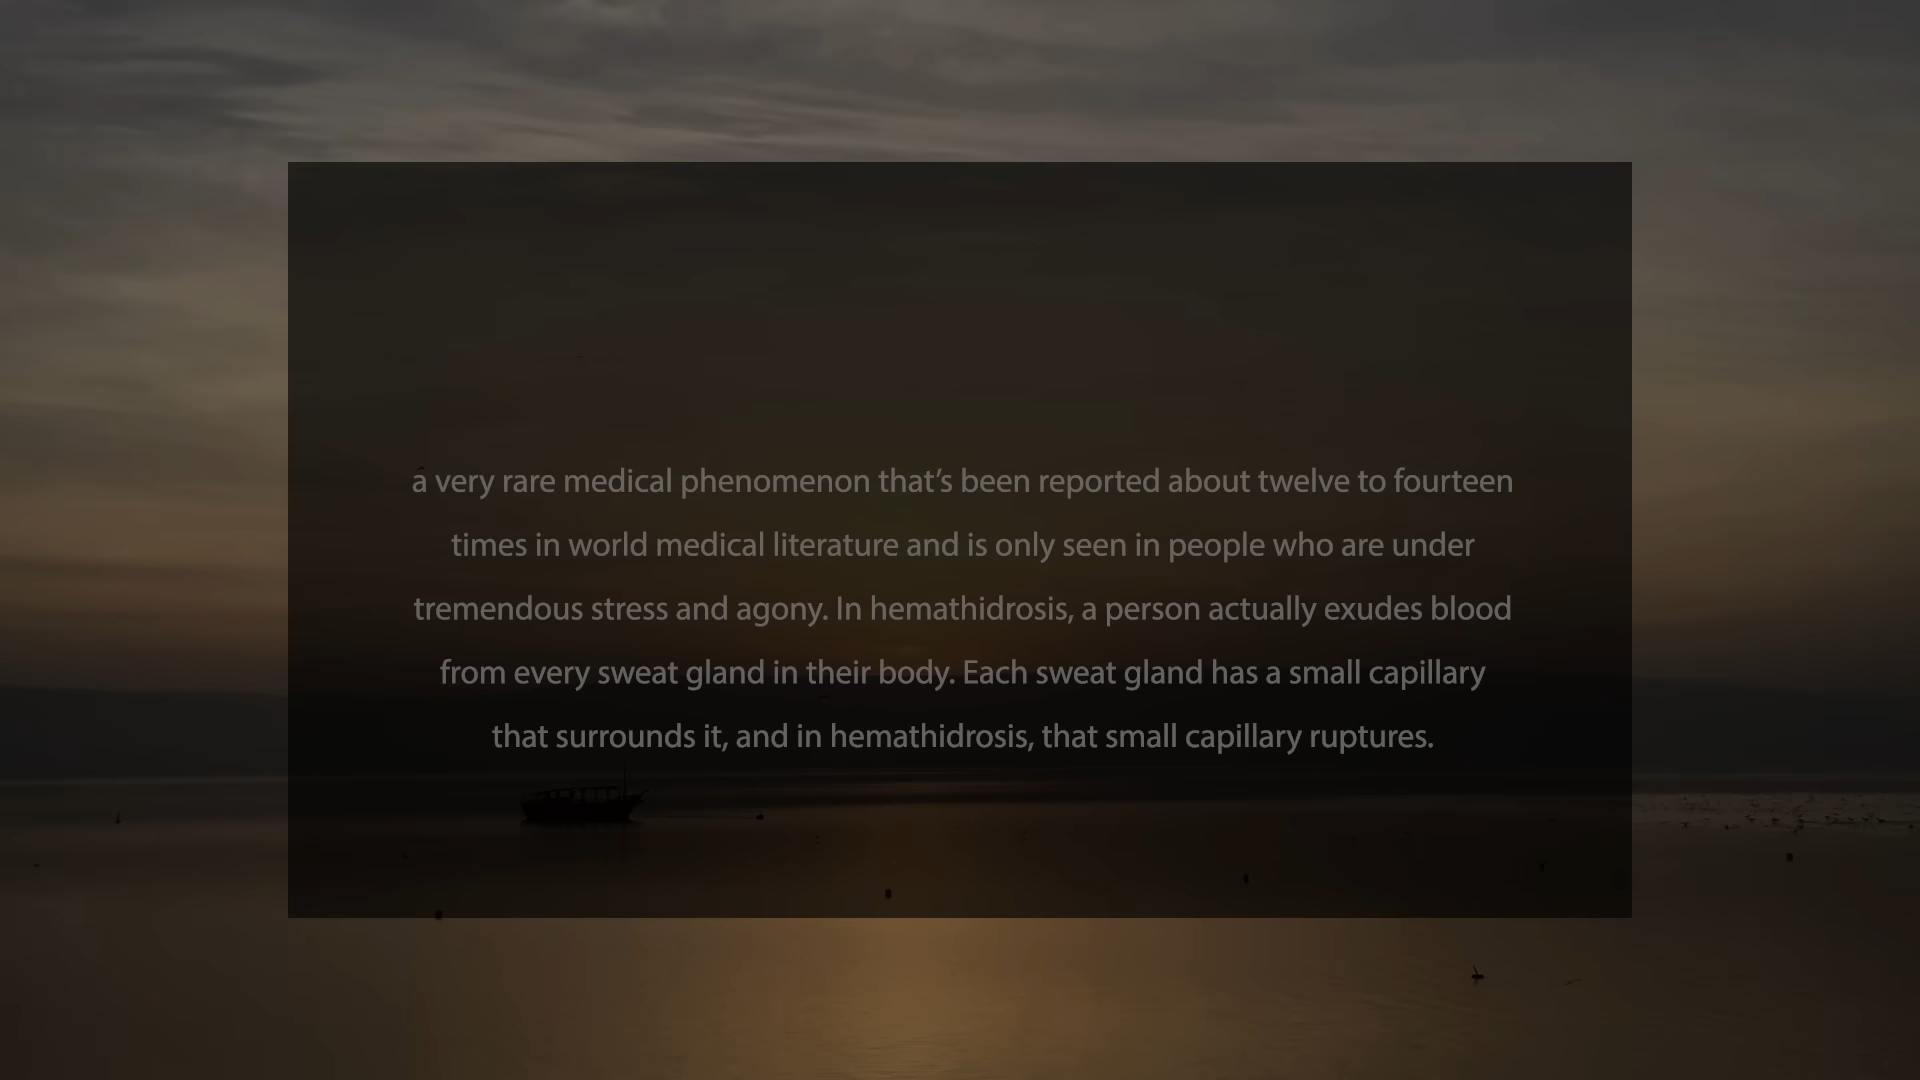 a very rare medical phenomenon that’s been reported about twelve to fourteen
times in world medical literature and is only seen in people who are under
tremendous stress and agony. In hemathidrosis, a person actually exudes blood
from every sweat gland in their body. Each sweat gland has a small capillary
that surrounds it, and in hemathidrosis, that small capillary ruptures.